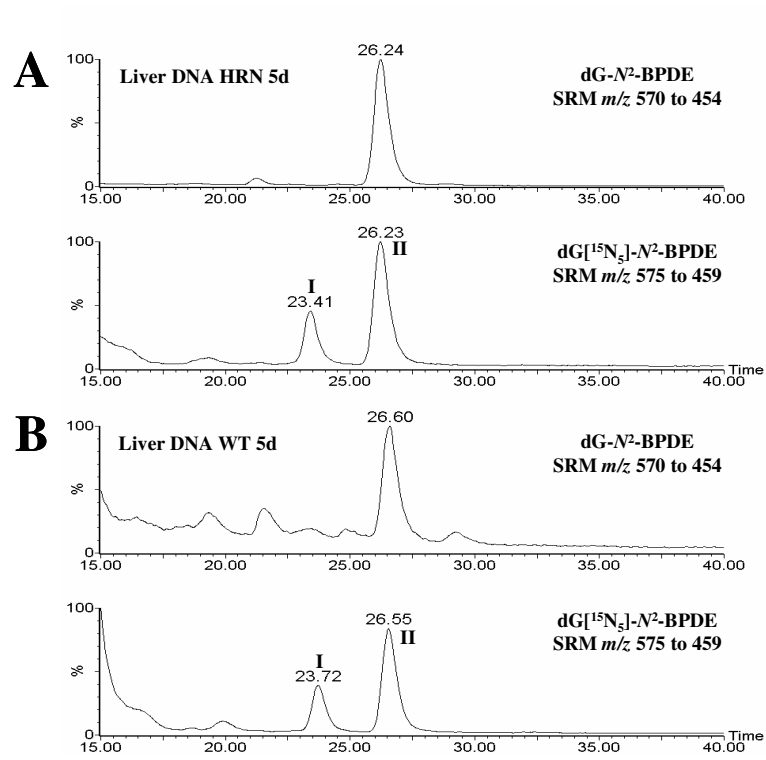 A
Liver DNA HRN 5d
26.24
dG-N²-BPDE
SRM m/z 570 to 454
100
%
0
15.00 20.00 25.00 30.00 35.00 40.00
26.23
II
dG[¹⁵N₅]-N²-BPDE
SRM m/z 575 to 459
I
23.41
100
%
0
Time
15.00 20.00 25.00 30.00 35.00 40.00
B
Liver DNA WT 5d
26.60
dG-N²-BPDE
SRM m/z 570 to 454
100
%
0
15.00 20.00 25.00 30.00 35.00 40.00
26.55
II
dG[¹⁵N₅]-N²-BPDE
SRM m/z 575 to 459
I
23.72
100
%
0
Time
15.00 20.00 25.00 30.00 35.00 40.00